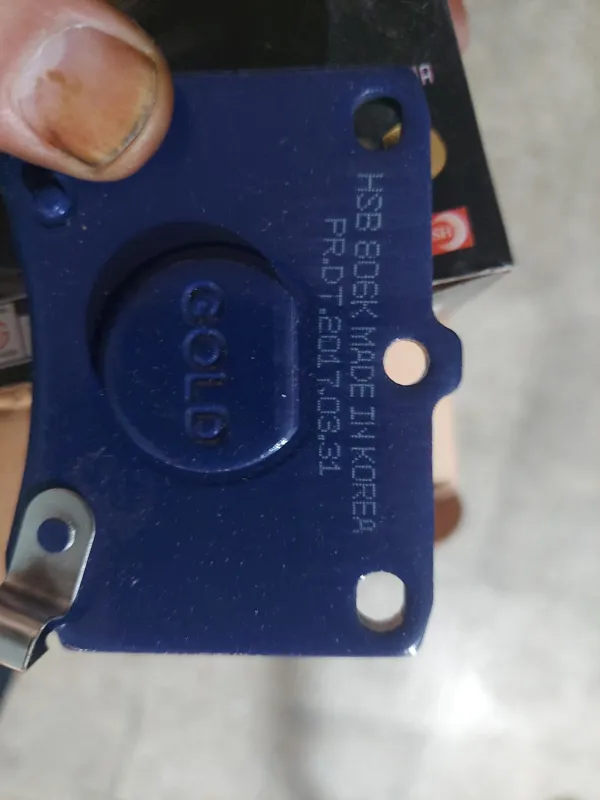 HSB 806K MADE IN KOREA
PR.DT.2017.03.31
GOLD